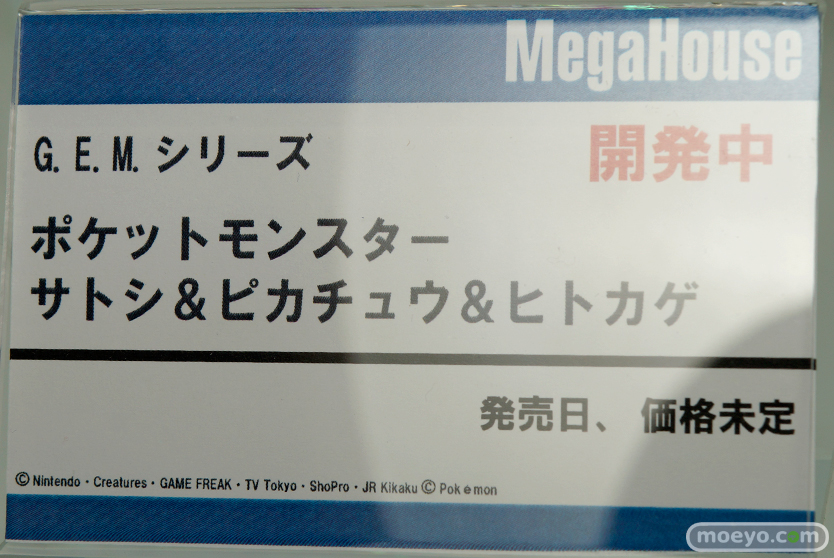 MegaHouse
G.E.M.シリーズ 開発中
ポケットモンスター
サトシ&ピカチュウ&ヒトカゲ
発売日、価格未定
©Nintendo・Creatures・GAME FREAK・TV Tokyo・ShoPro・JR Kikaku ©Pokémon
moeyo.com